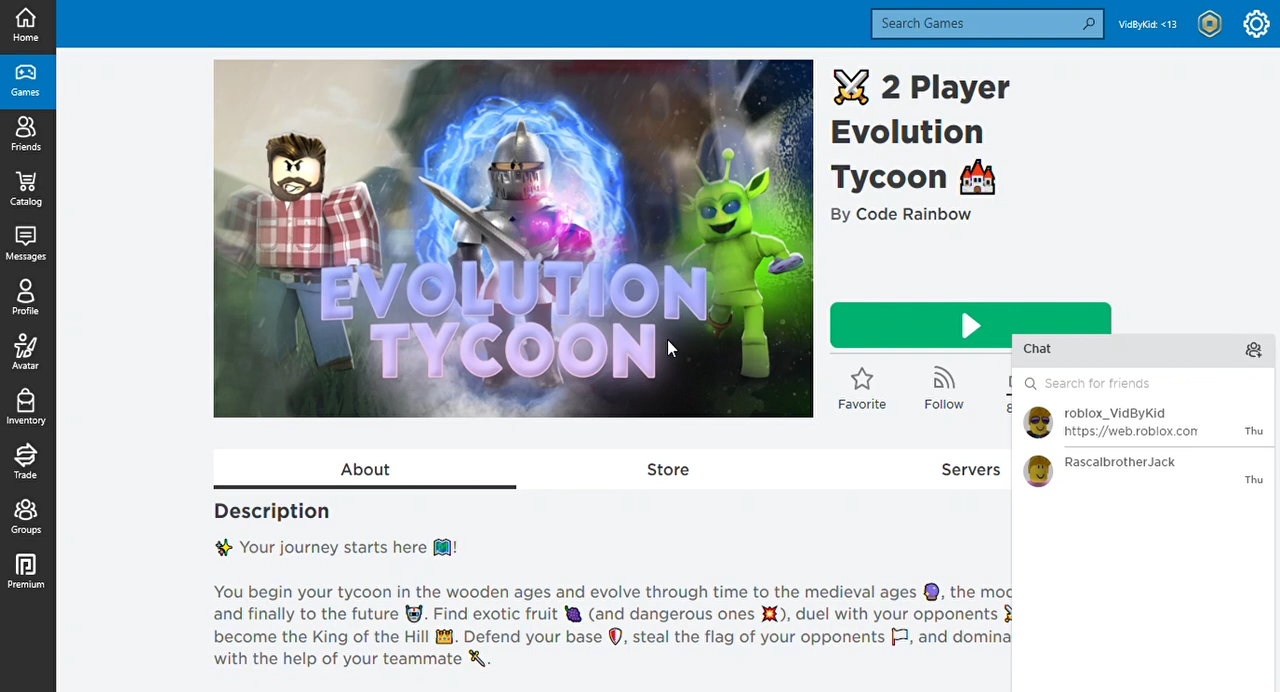 Home
Games
Friends
Catalog
Messages
Profile
Avatar
Inventory
Trade
Groups
Premium
Search Games
VidByKid: <13
EVOLUTION
TYCOON
⚔️ 2 Player
Evolution
Tycoon 🏰
By Code Rainbow
Favorite
Follow
About
Store
Servers
Description
✨ Your journey starts here 🗺️!
You begin your tycoon in the wooden ages and evolve through time to the medieval ages 🔮, the
and finally to the future 🤖. Find exotic fruit 🍇 (and dangerous ones 💥), duel with your opponents
become the King of the Hill 👑. Defend your base 🛡️, steal the flag of your opponents 🏳️, and
with the help of your teammate 🗡️.
Chat
Search for friends
roblox_VidByKid
https://web.roblox.com
Thu
RascalbrotherJack
Thu